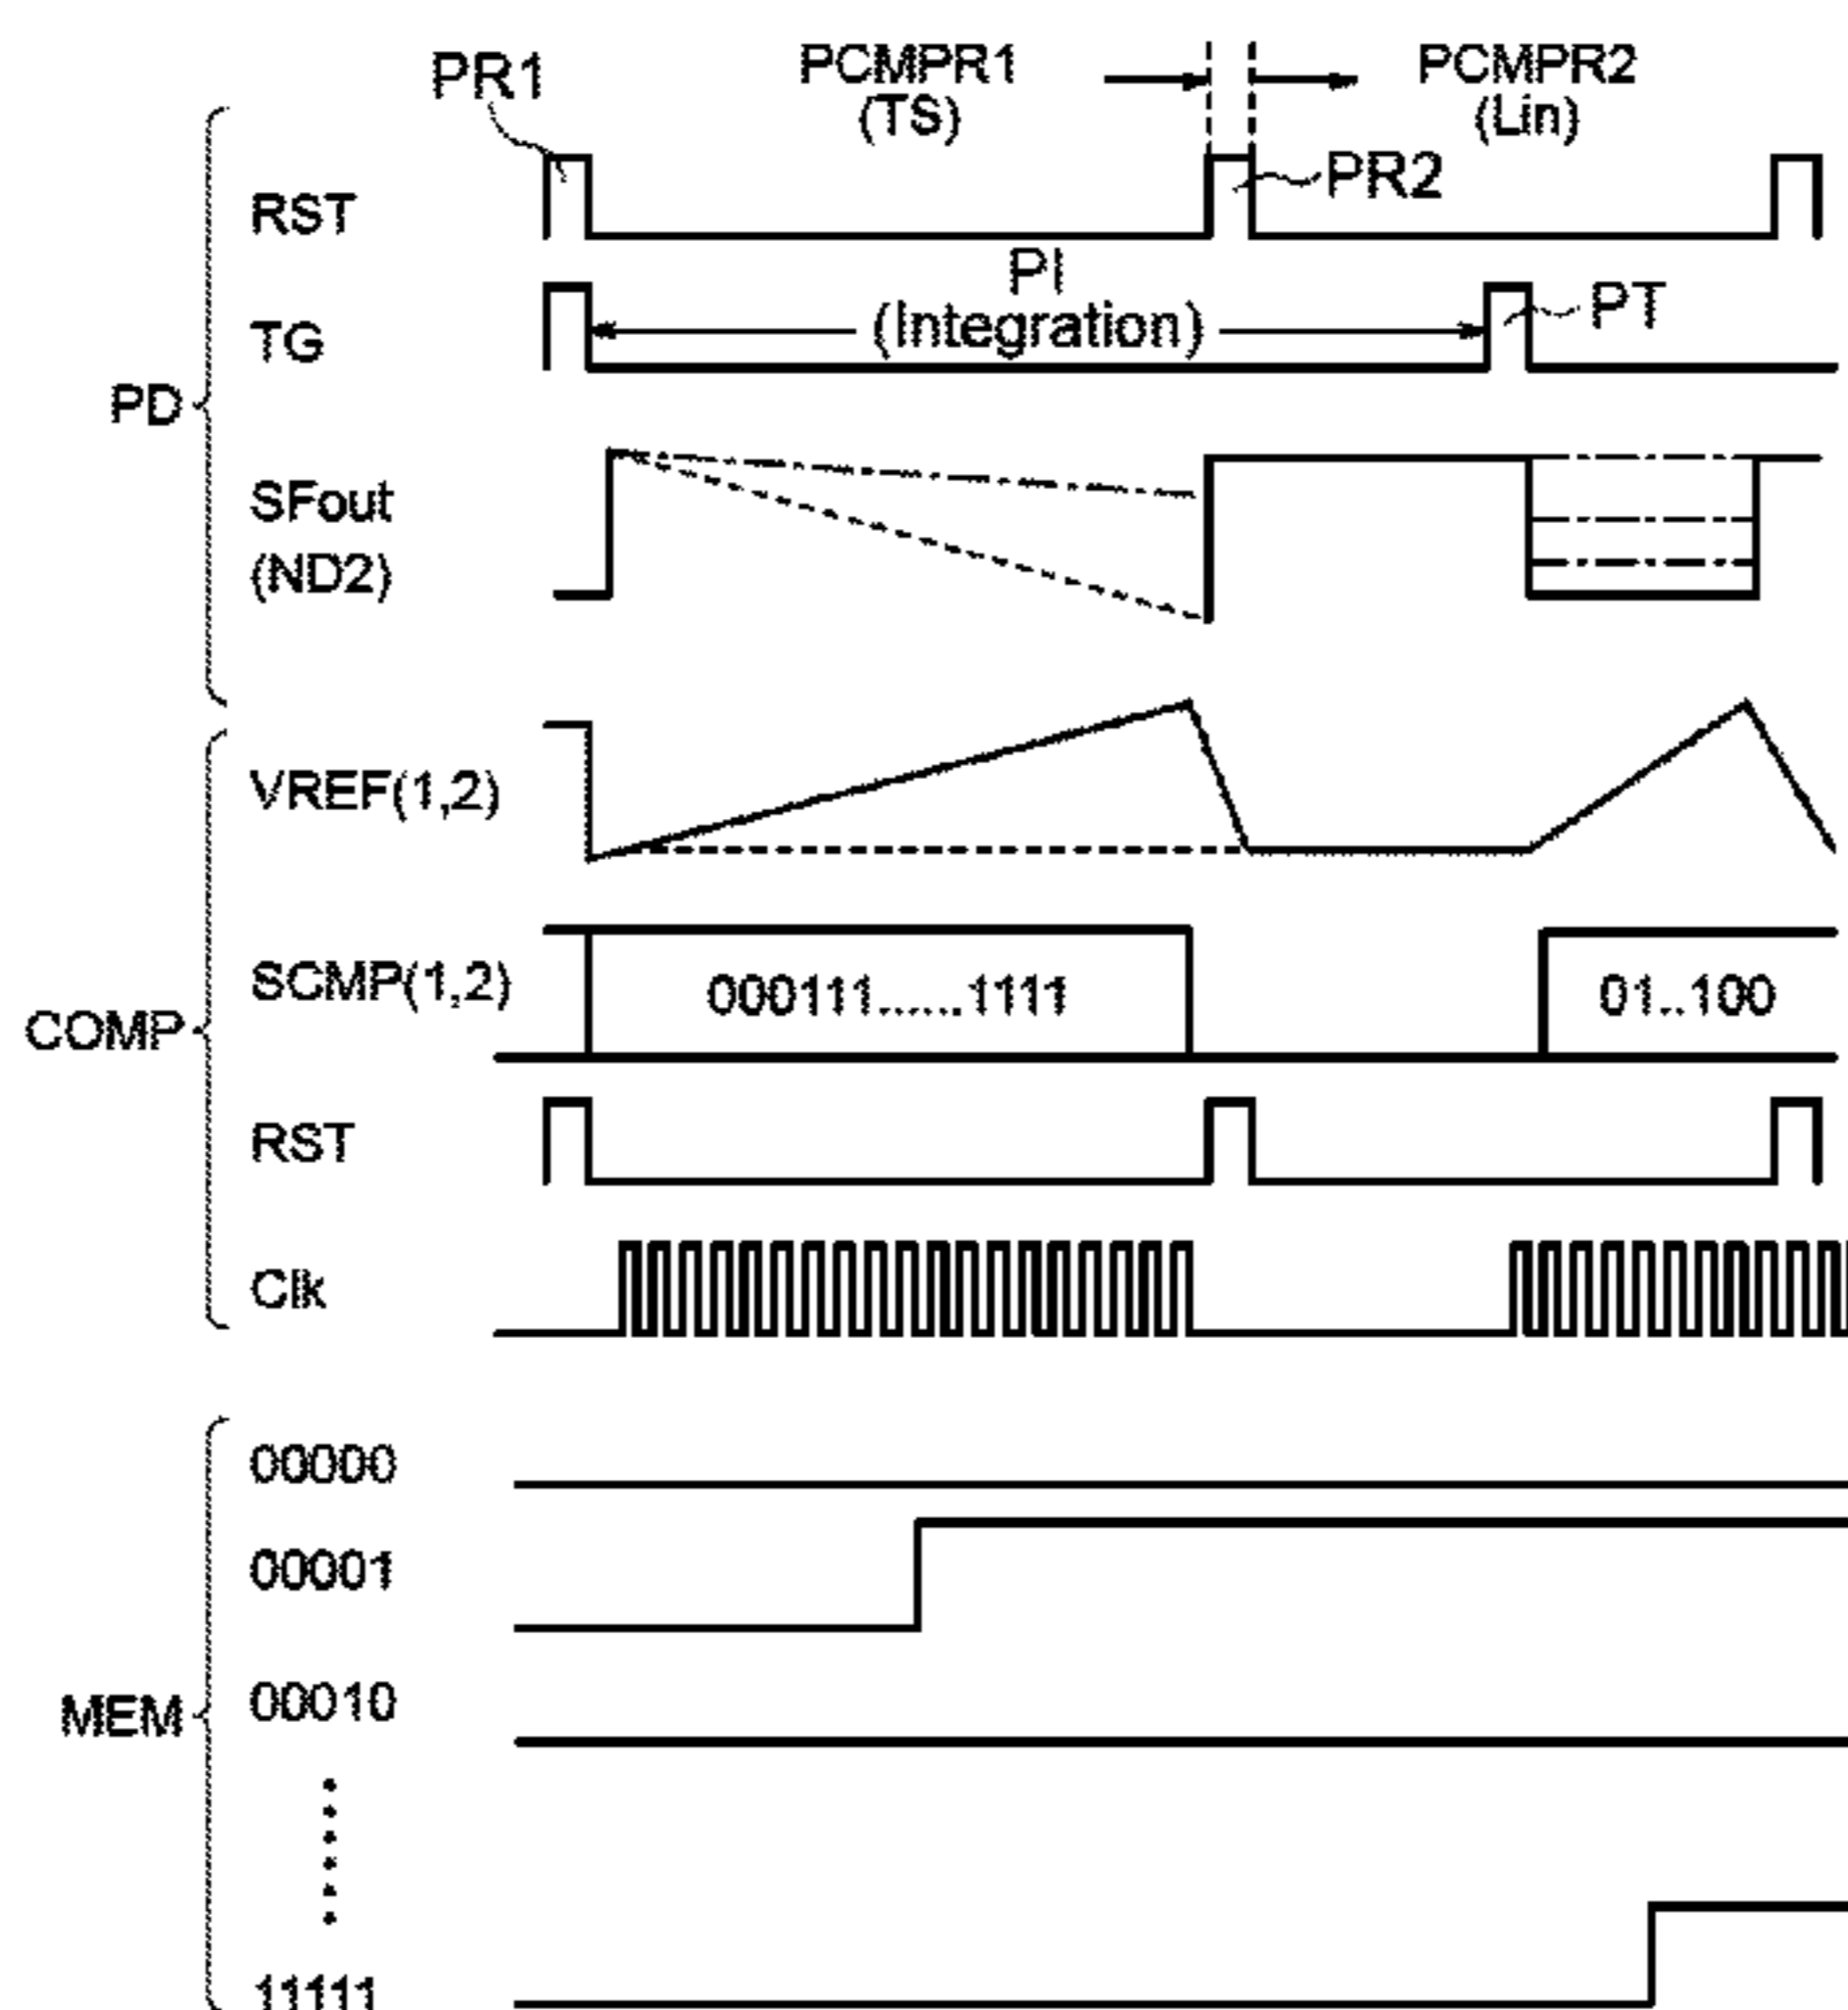 PR1
PCMPR1
(TS)
PCMPR2
(Lin)
RST
PR2
PI
(Integration)
TG
PT
PD
SFout
(ND2)
VREF(1,2)
SCMP(1,2)
000111......1111
01..100
COMP
RST
Clk
00000
00001
MEM
00010
11111